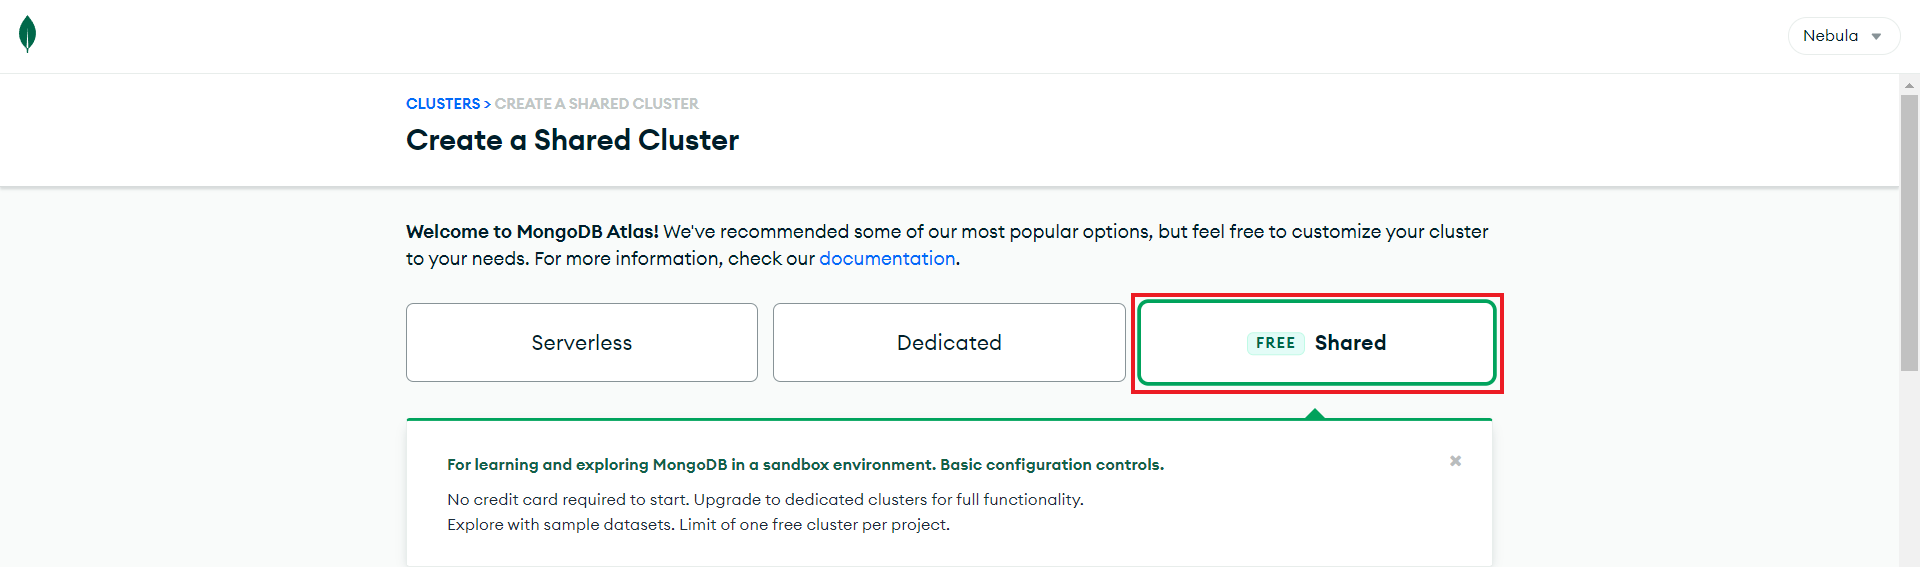 Nebula
CLUSTERS > CREATE A SHARED CLUSTER
Create a Shared Cluster
Welcome to MongoDB Atlas! We've recommended some of our most popular options, but feel free to customize your cluster
to your needs. For more information, check our documentation.
Serverless
Dedicated
FREE Shared
For learning and exploring MongoDB in a sandbox environment. Basic configuration controls.
No credit card required to start. Upgrade to dedicated clusters for full functionality.
Explore with sample datasets. Limit of one free cluster per project.